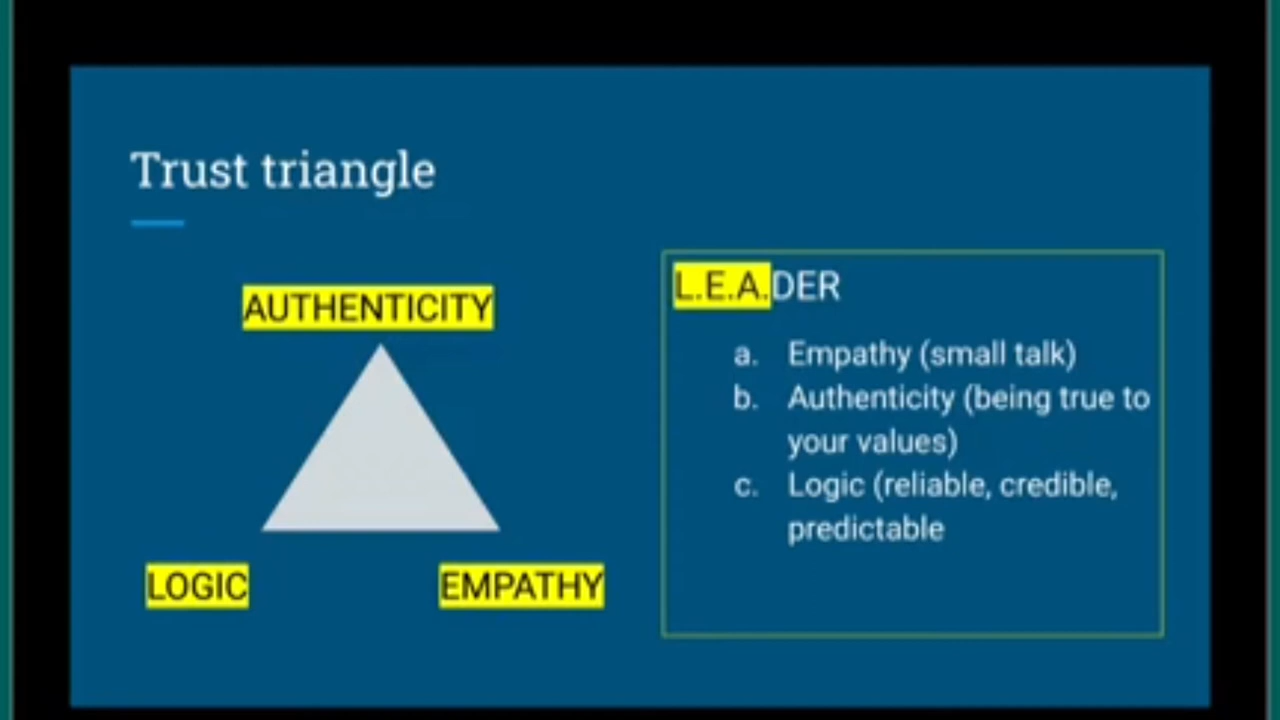 Trust triangle
AUTHENTICITY
LOGIC
EMPATHY
L.E.A.DER
a. Empathy (small talk)
b. Authenticity (being true to
your values)
c. Logic (reliable, credible,
predictable